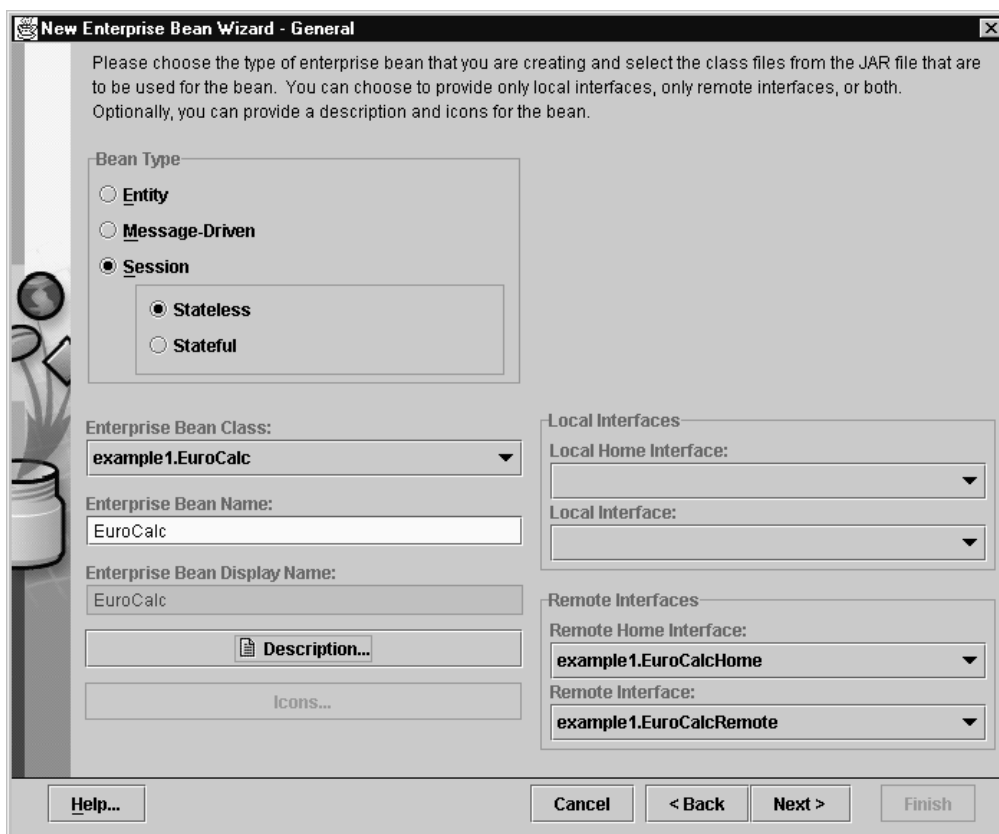 New Enterprise Bean Wizard - General
Please choose the type of enterprise bean that you are creating and select the class files from the JAR file that are
to be used for the bean. You can choose to provide only local interfaces, only remote interfaces, or both.
Optionally, you can provide a description and icons for the bean.
Bean Type
Entity
Message-Driven
Session
Stateless
Stateful
Enterprise Bean Class:
example1.EuroCalc
Enterprise Bean Name:
EuroCalc
Enterprise Bean Display Name:
EuroCalc
Description...
Icons...
Local Interfaces
Local Home Interface:
Local Interface:
Remote Interfaces
Remote Home Interface:
example1.EuroCalcHome
Remote Interface:
example1.EuroCalcRemote
Help...
Cancel
< Back
Next >
Finish